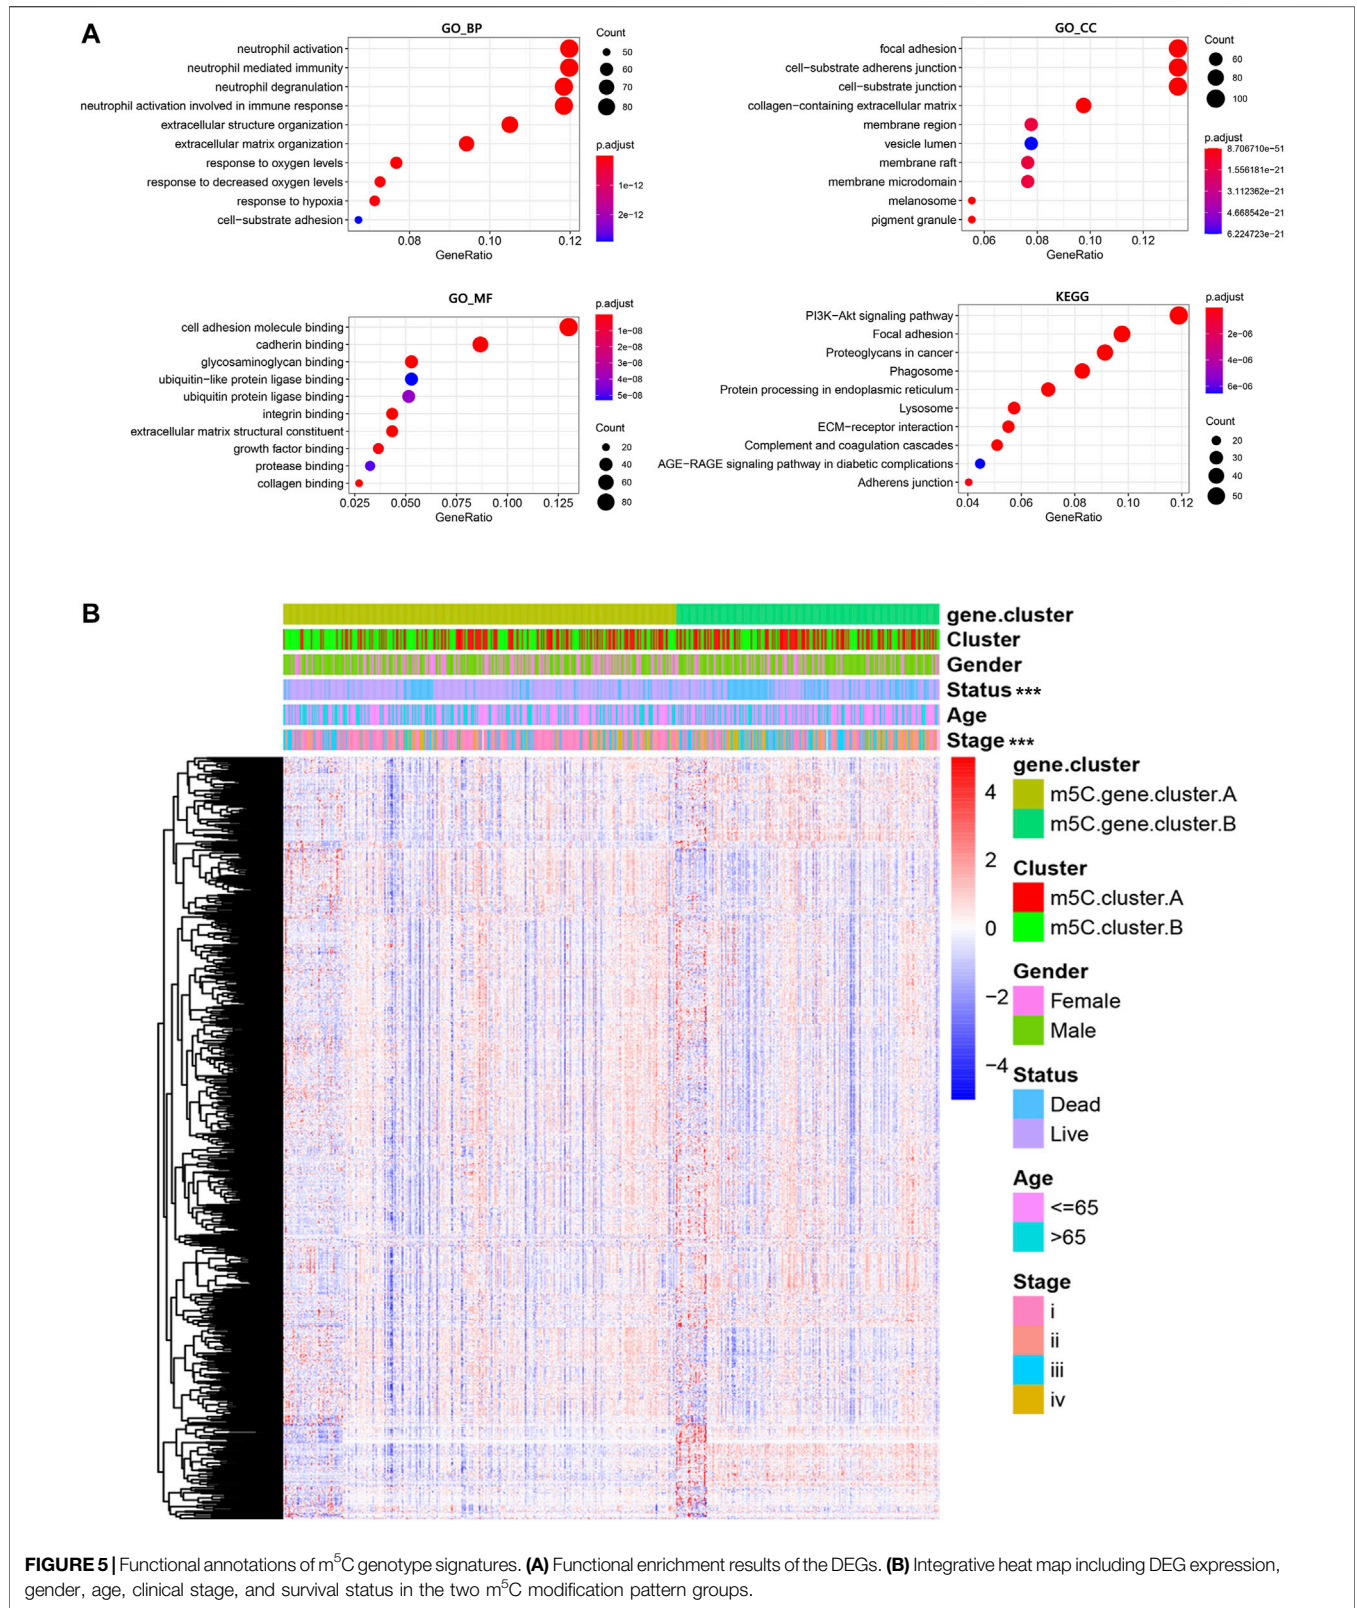 A
GO_BP
neutrophil activation
neutrophil mediated immunity
neutrophil degranulation
neutrophil activation involved in immune response
extracellular structure organization
extracellular matrix organization
response to oxygen levels
response to decreased oxygen levels
response to hypoxia
cell−substrate adhesion
0.08 0.10 0.12
GeneRatio
Count
50
60
70
80
p.adjust
1e−12
2e−12
GO_CC
focal adhesion
cell−substrate adherens junction
cell−substrate junction
collagen−containing extracellular matrix
membrane region
vesicle lumen
membrane raft
membrane microdomain
melanosome
pigment granule
0.06 0.08 0.10 0.12
GeneRatio
Count
60
80
100
p.adjust
8.706710e−51
1.556181e−21
3.112362e−21
4.668542e−21
6.224723e−21
GO_MF
cell adhesion molecule binding
cadherin binding
glycosaminoglycan binding
ubiquitin−like protein ligase binding
ubiquitin protein ligase binding
integrin binding
extracellular matrix structural constituent
growth factor binding
protease binding
collagen binding
0.025 0.050 0.075 0.100 0.125
GeneRatio
p.adjust
1e−08
2e−08
3e−08
4e−08
5e−08
Count
20
40
60
80
KEGG
PI3K−Akt signaling pathway
Focal adhesion
Proteoglycans in cancer
Phagosome
Protein processing in endoplasmic reticulum
Lysosome
ECM−receptor interaction
Complement and coagulation cascades
AGE−RAGE signaling pathway in diabetic complications
Adherens junction
0.04 0.06 0.08 0.10 0.12
GeneRatio
p.adjust
2e−06
4e−06
6e−06
Count
20
30
40
50
B
gene.cluster
Cluster
Gender
Status ***
Age
Stage ***
4
2
0
−2
−4
gene.cluster
m5C.gene.cluster.A
m5C.gene.cluster.B
Cluster
m5C.cluster.A
m5C.cluster.B
Gender
Female
Male
Status
Dead
Live
Age
<=65
>65
Stage
i
ii
iii
iv
FIGURE 5 | Functional annotations of m⁵C genotype signatures. (A) Functional enrichment results of the DEGs. (B) Integrative heat map including DEG expression,
gender, age, clinical stage, and survival status in the two m⁵C modification pattern groups.